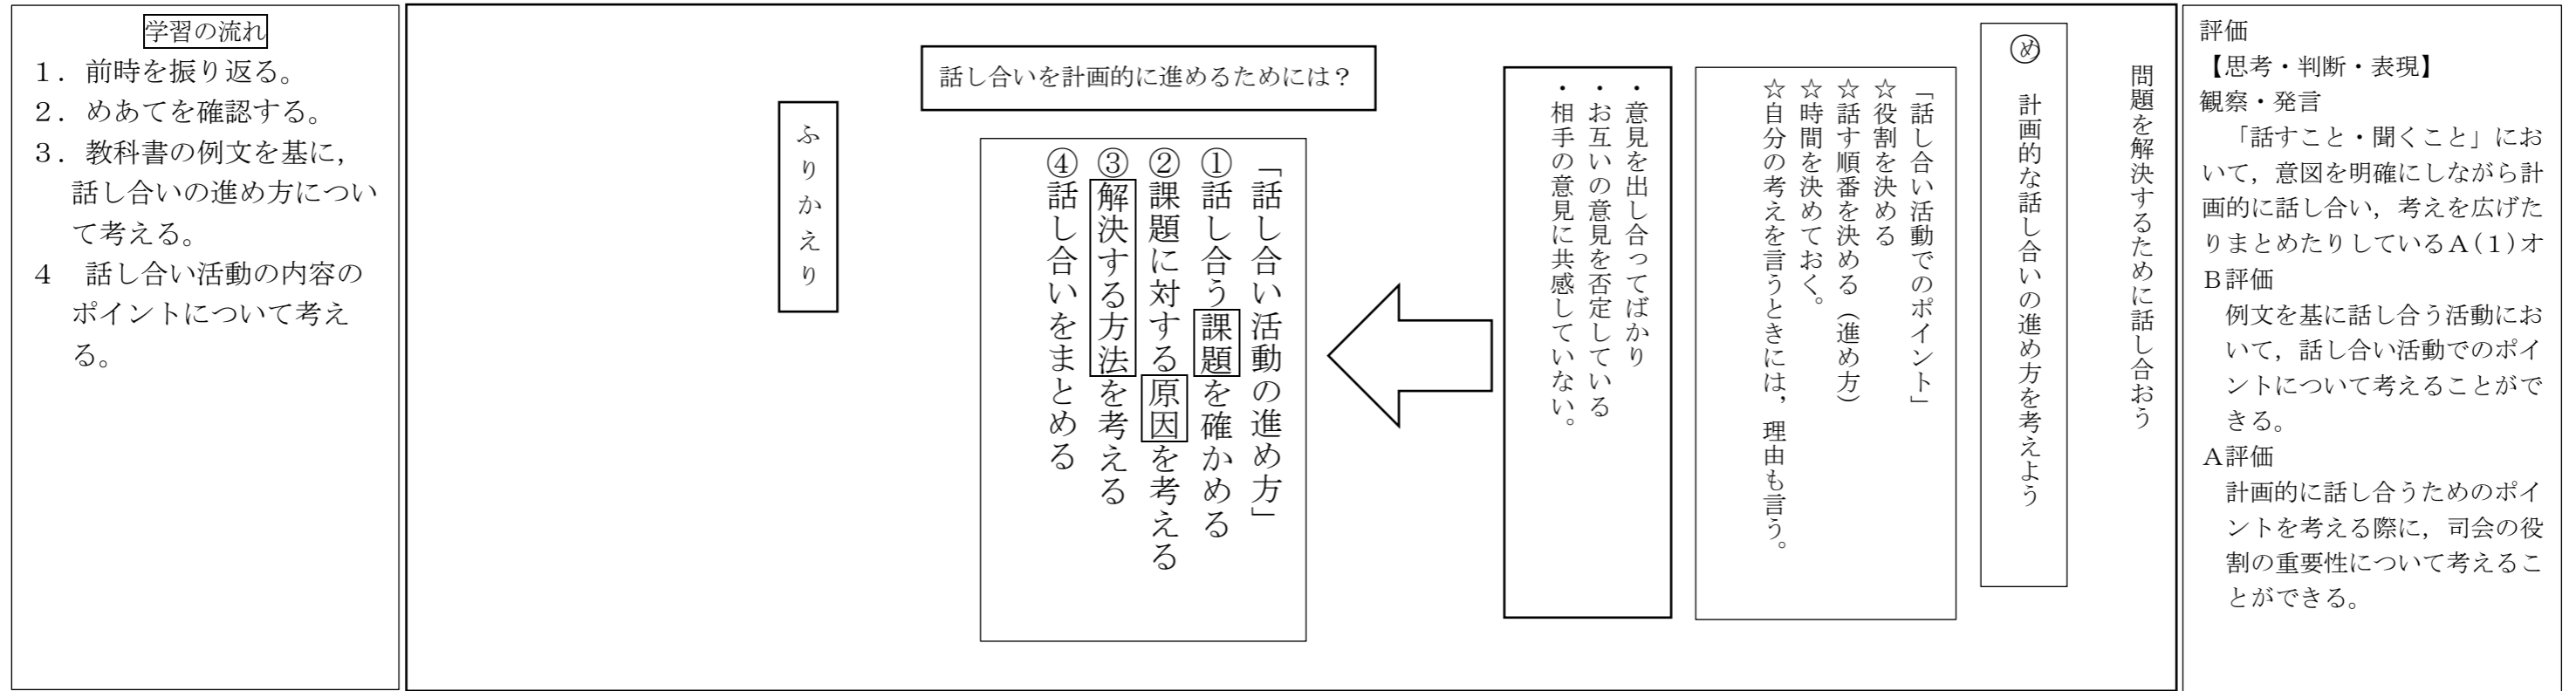 学習の流れ
１．前時を振り返る。
２．めあてを確認する。
３．教科書の例文を基に，
話し合いの進め方につい
て考える。
４　話し合い活動の内容の
ポイントについて考え
る。
問題を解決するために話し合おう
め　計画的な話し合いの進め方を考えよう
「話し合い活動でのポイント」
☆役割を決める
☆話す順番を決める（進め方）
☆時間を決めておく。
☆自分の考えを言うときには，理由も言う。
・意見を出し合ってばかり
・お互いの意見を否定している
・相手の意見に共感していない。
話し合いを計画的に進めるためには？
「話し合い活動の進め方」
①話し合う課題を確かめる
②課題に対する原因を考える
③解決する方法を考える
④話し合いをまとめる
ふりかえり
評価
【思考・判断・表現】
観察・発言
「話すこと・聞くこと」にお
いて，意図を明確にしながら計
画的に話し合い，考えを広げた
りまとめたりしているＡ(１)オ
Ｂ評価
例文を基に話し合う活動にお
いて，話し合い活動でのポイ
ントについて考えることがで
きる。
Ａ評価
計画的に話し合うためのポイ
ントを考える際に，司会の役
割の重要性について考えるこ
とができる。